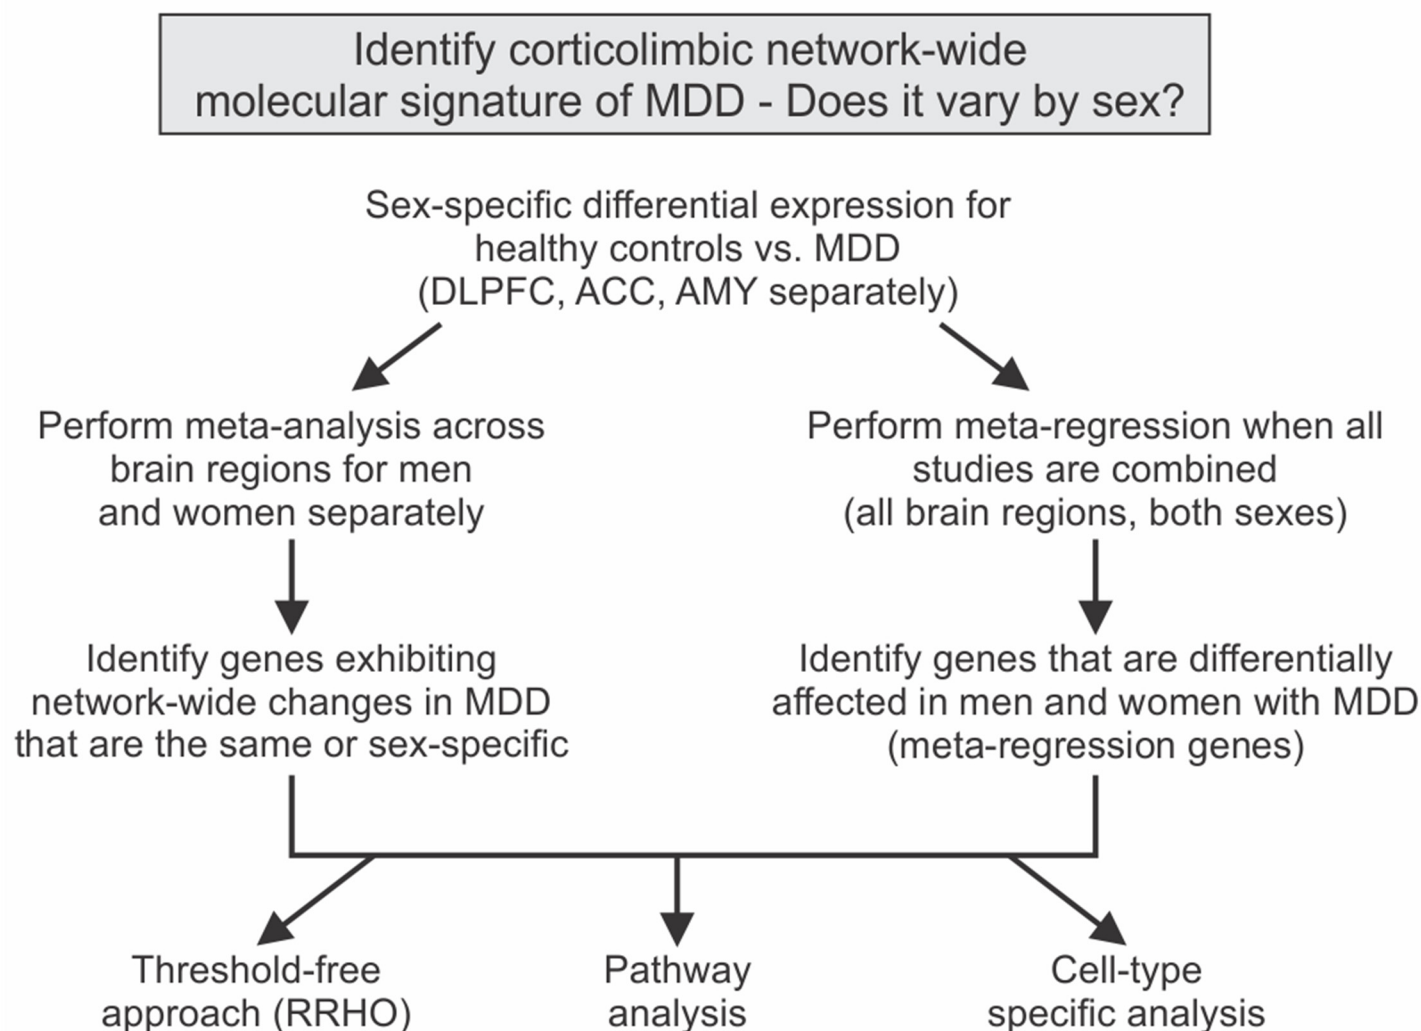 Identify corticolimbic network-wide
molecular signature of MDD - Does it vary by sex?
Sex-specific differential expression for
healthy controls vs. MDD
(DLPFC, ACC, AMY separately)
Perform meta-analysis across
brain regions for men
and women separately
Perform meta-regression when all
studies are combined
(all brain regions, both sexes)
Identify genes exhibiting
network-wide changes in MDD
that are the same or sex-specific
Identify genes that are differentially
affected in men and women with MDD
(meta-regression genes)
Threshold-free
approach (RRHO)
Pathway
analysis
Cell-type
specific analysis